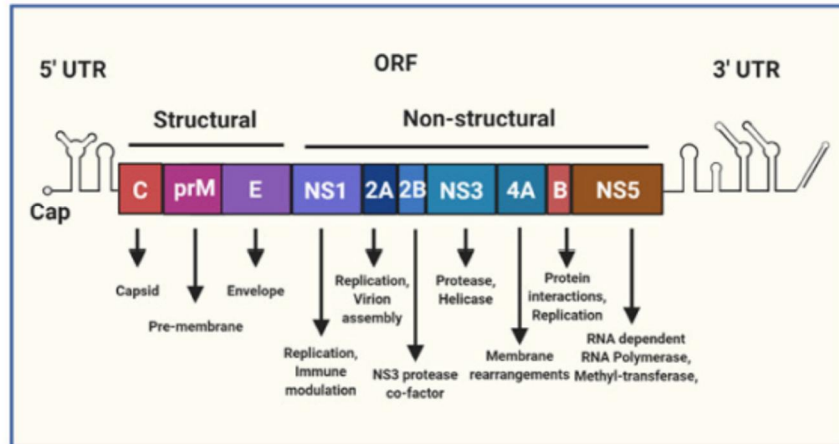 ORF
5' UTR
3' UTR
Structural
Non-structural
C
prM
E
NS1
2A
2B
NS3
4A
B
NS5
Cap
Capsid
Pre-membrane
Envelope
Replication,
Immune
modulation
Replication,
Virion
assembly
NS3 protease
co-factor
Protease,
Helicase
Membrane
rearrangements
Protein
interactions,
Replication
RNA dependent
RNA Polymerase,
Methyl-transferase,